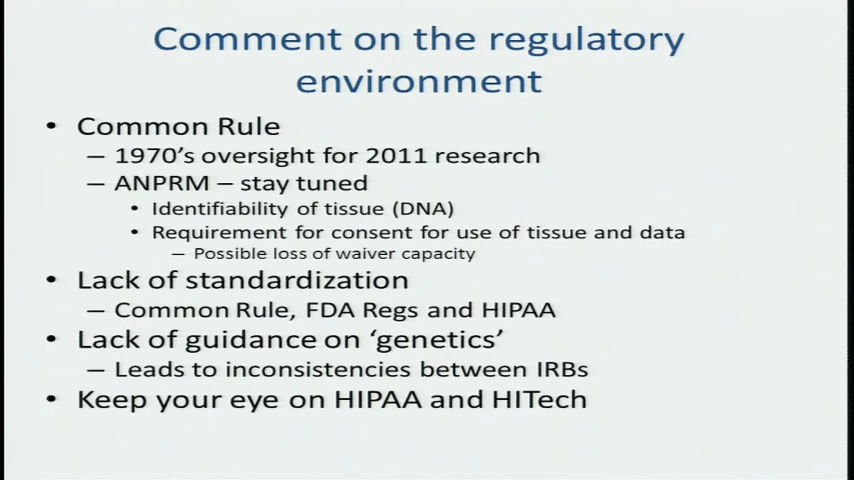 Comment on the regulatory
environment
• Common Rule
– 1970's oversight for 2011 research
– ANPRM – stay tuned
• Identifiability of tissue (DNA)
• Requirement for consent for use of tissue and data
– Possible loss of waiver capacity
• Lack of standardization
– Common Rule, FDA Regs and HIPAA
• Lack of guidance on 'genetics'
– Leads to inconsistencies between IRBs
• Keep your eye on HIPAA and HITech